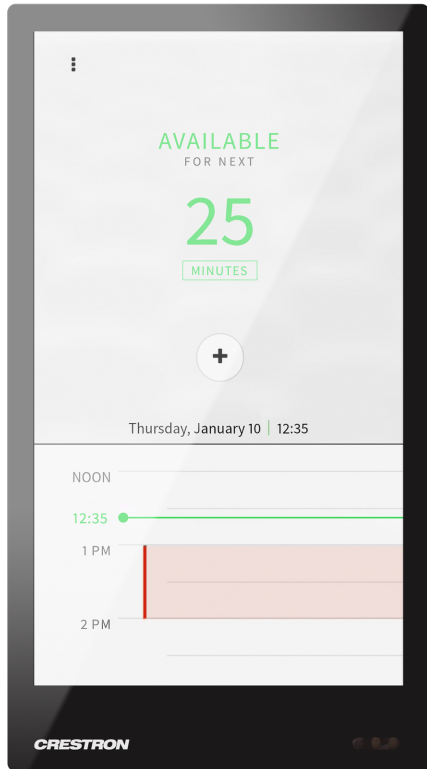 AVAILABLE
FOR NEXT
25
MINUTES
Thursday, January 10 | 12:35
NOON
12:35
1 PM
2 PM
CRESTRON